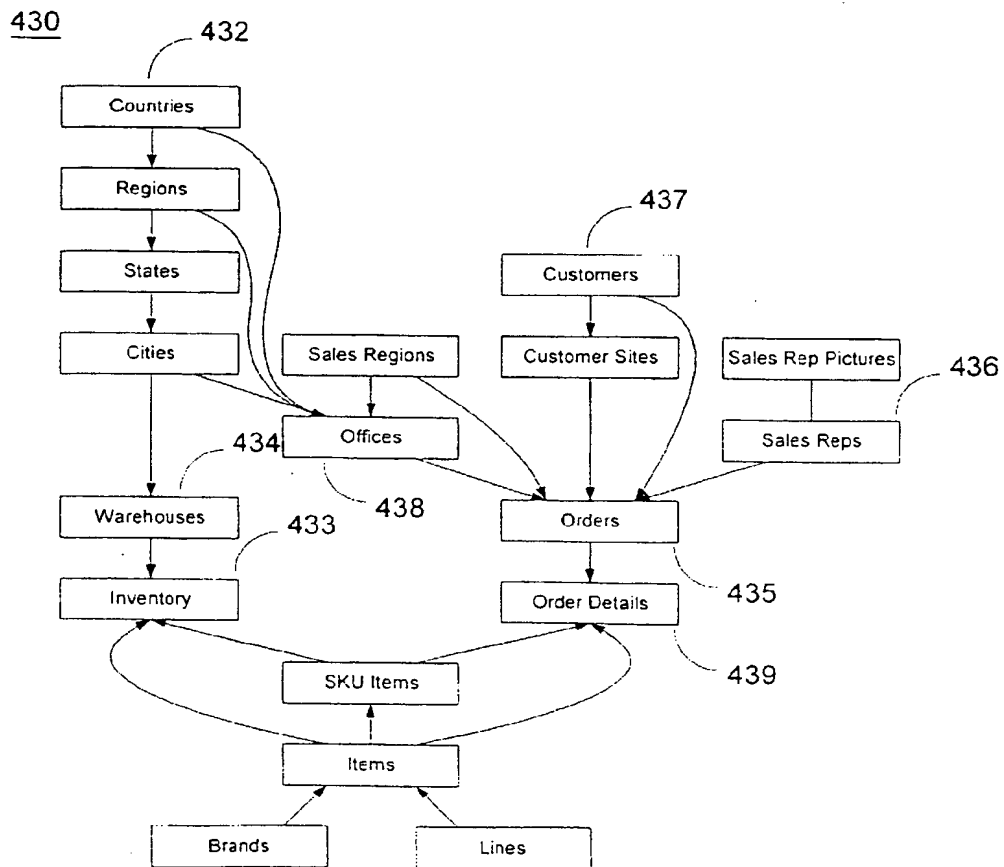 430
432
Countries
Regions
437
States
Customers
Cities
Sales Regions
Customer Sites
Sales Rep Pictures
436
434
Offices
Sales Reps
438
Warehouses
433
Orders
Inventory
435
Order Details
SKU Items
439
Items
Brands
Lines